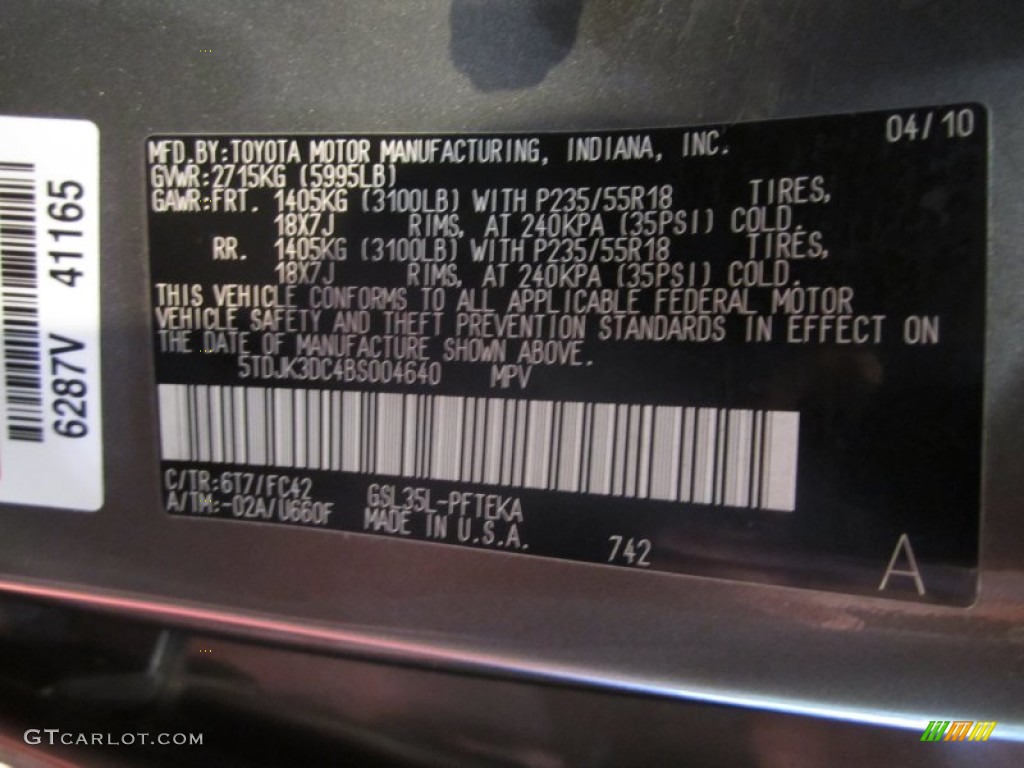 04/10
MFD.BY:TOYOTA MOTOR MANUFACTURING, INDIANA, INC.
GVWR:2715KG (5995LB)
GAWR:FRT. 1405KG (3100LB) WITH P235/55R18 TIRES,
18X7J RIMS, AT 240KPA (35PSI) COLD.
RR. 1405KG (3100LB) WITH P235/55R18 TIRES,
18X7J RIMS, AT 240KPA (35PSI) COLD.
THIS VEHICLE CONFORMS TO ALL APPLICABLE FEDERAL MOTOR
VEHICLE SAFETY AND THEFT PREVENTION STANDARDS IN EFFECT ON
THE DATE OF MANUFACTURE SHOWN ABOVE.
5TDJK3DC4BS004640 MPV
C/TR:6T7/FC42 GSL35L-PFTEKA
A/TM:-02A/U660F MADE IN U.S.A.
742
A
6287V 41165
GTCARLOT.COM